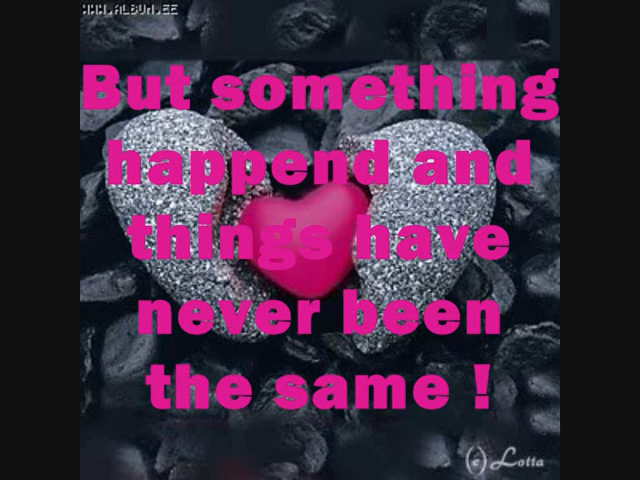 WWW.ALBUM.EE
But something
happend and
things have
never been
the same !
(c) Lotta